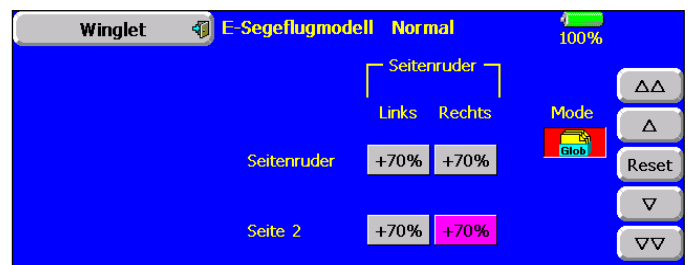 Winglet E-Segeflugmodell Normal 100%
Seitenruder
Links Rechts Mode
Glob
Seitenruder +70% +70% Reset
Seite 2 +70% +70%